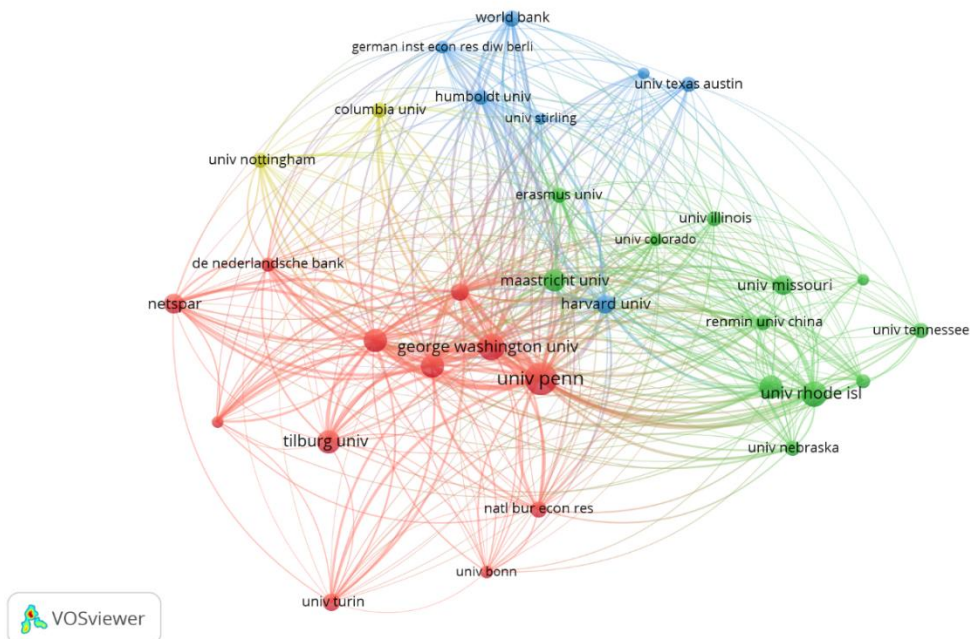 world bank
german inst econ res diw berli
humboldt univ
univ texas austin
columbia univ
univ stirling
univ nottingham
erasmus univ
univ illinois
univ colorado
de nederlandsche bank
maastricht univ
univ missouri
netspar
harvard univ
renmin univ china
univ tennessee
george washington univ
univ penn
univ rhode isl
tilburg univ
univ nebraska
natl bur econ res
univ bonn
univ turin
VOSviewer